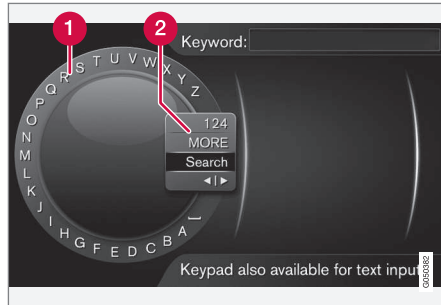 1
2
Keyword:
A B C D E F G H I J K L M N O P Q R S T U V W X Y Z
124
MORE
Search
◄|►
Keypad also available for text input
G050382